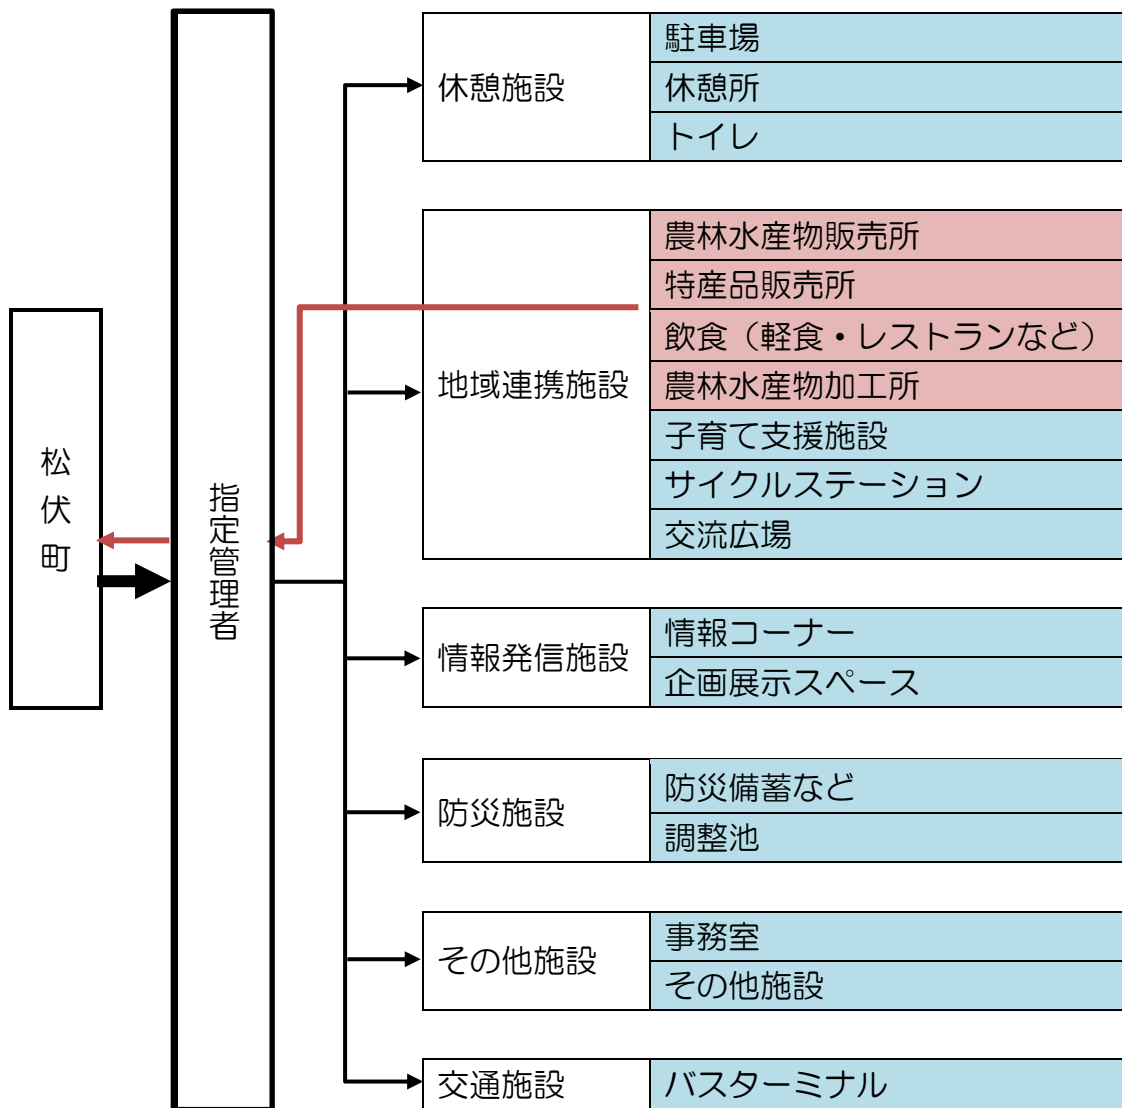 松伏町
指定管理者
休憩施設
駐車場
休憩所
トイレ
地域連携施設
農林水産物販売所
特産品販売所
飲食（軽食・レストランなど）
農林水産物加工所
子育て支援施設
サイクルステーション
交流広場
情報発信施設
情報コーナー
企画展示スペース
防災施設
防災備蓄など
調整池
その他施設
事務室
その他施設
交通施設
バスターミナル